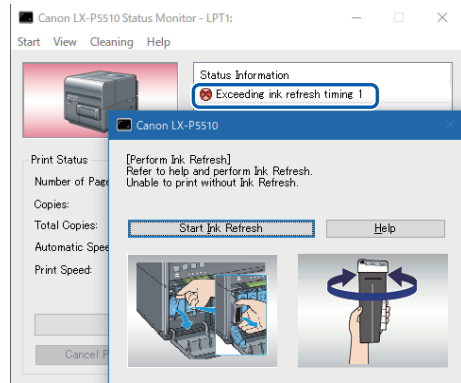 Canon LX-P5510 Status Monitor - LPT1:
Start View Cleaning Help
Status Information
Exceeding ink refresh timing 1
Canon LX-P5510
Print Status
[Perform Ink Refresh]
Refer to help and perform Ink Refresh.
Number of Page
Unable to print without Ink Refresh.
Copies:
Total Copies:
Start Ink Refresh
Help
Automatic Spee
Print Speed:
Cancel P